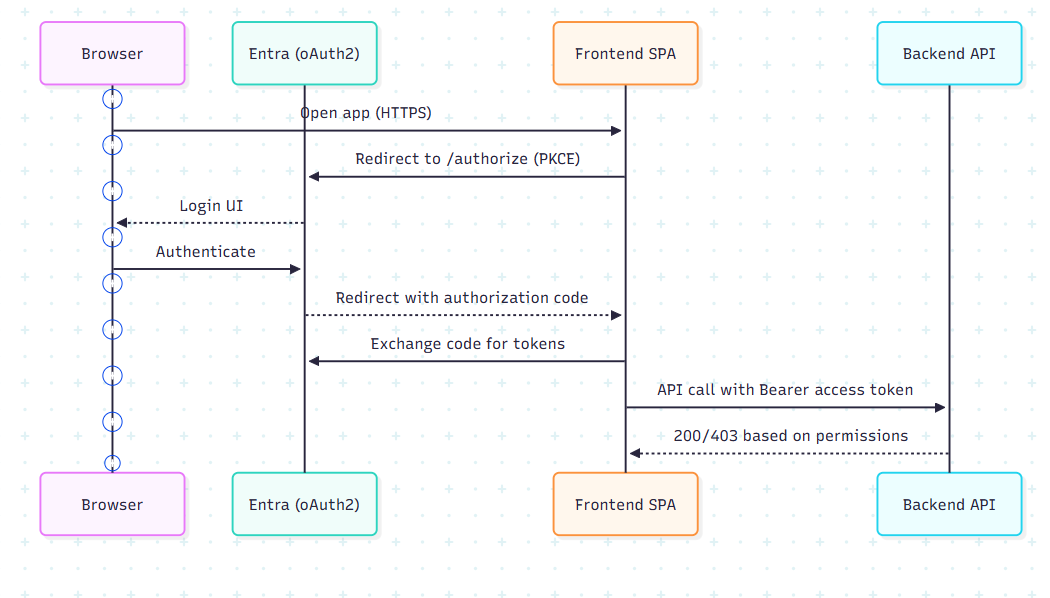 Browser
Entra (oAuth2)
Frontend SPA
Backend API
Open app (HTTPS)
Redirect to /authorize (PKCE)
Login UI
Authenticate
Redirect with authorization code
Exchange code for tokens
API call with Bearer access token
200/403 based on permissions
Browser
Entra (oAuth2)
Frontend SPA
Backend API